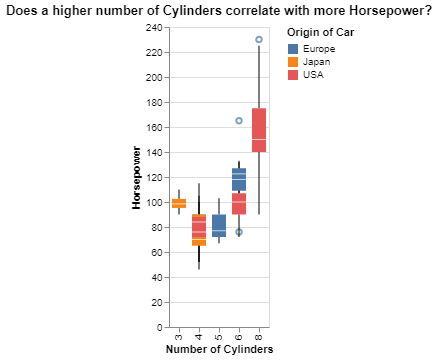 Does a higher number of Cylinders correlate with more Horsepower?
Origin of Car
Europe
Japan
USA
Horsepower
240
220
200
180
160
140
120
100
80
60
40
20
0
3
4
5
6
8
Number of Cylinders